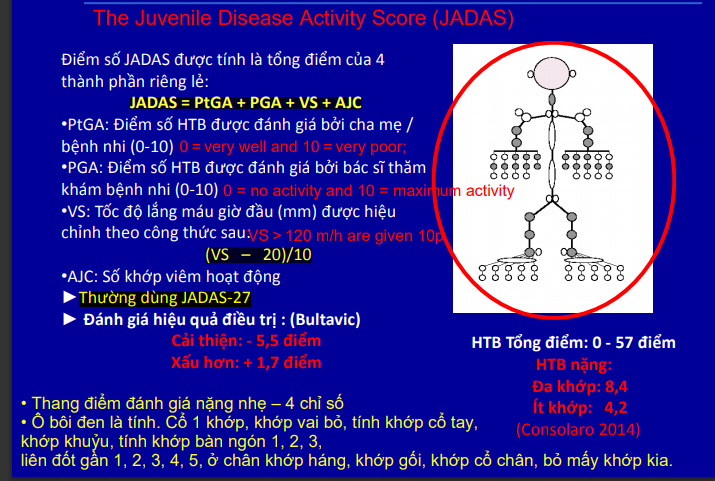 The Juvenile Disease Activity Score (JADAS)
Điểm số JADAS được tính là tổng điểm của 4
thành phần riêng lẻ:
JADAS = PtGA + PGA + VS + AJC
•PtGA: Điểm số HTB được đánh giá bởi cha mẹ /
bệnh nhi (0-10) 0 = very well and 10 = very poor;
•PGA: Điểm số HTB được đánh giá bởi bác sĩ thăm
khám bệnh nhi (0-10) 0 = no activity and 10 = maximum activity
•VS: Tốc độ lắng máu giờ đầu (mm) được hiệu
chỉnh theo công thức sau: VS > 120 m/h are given 10p
(VS – 20)/10
•AJC: Số khớp viêm hoạt động
►Thường dùng JADAS-27
► Đánh giá hiệu quả điều trị : (Bultavic)
Cải thiện: - 5,5 điểm
Xấu hơn: + 1,7 điểm
HTB Tổng điểm: 0 - 57 điểm
HTB nặng:
Đa khớp: 8,4
Ít khớp: 4,2
(Consolaro 2014)
• Thang điểm đánh giá nặng nhẹ – 4 chỉ số
• Ô bôi đen là tính. Cổ 1 khớp, khớp vai bỏ, tính khớp cổ tay,
khớp khuỷu, tính khớp bàn ngón 1, 2, 3,
liên đốt gần 1, 2, 3, 4, 5, ở chân khớp háng, khớp gối, khớp cổ chân, bỏ mấy khớp kia.